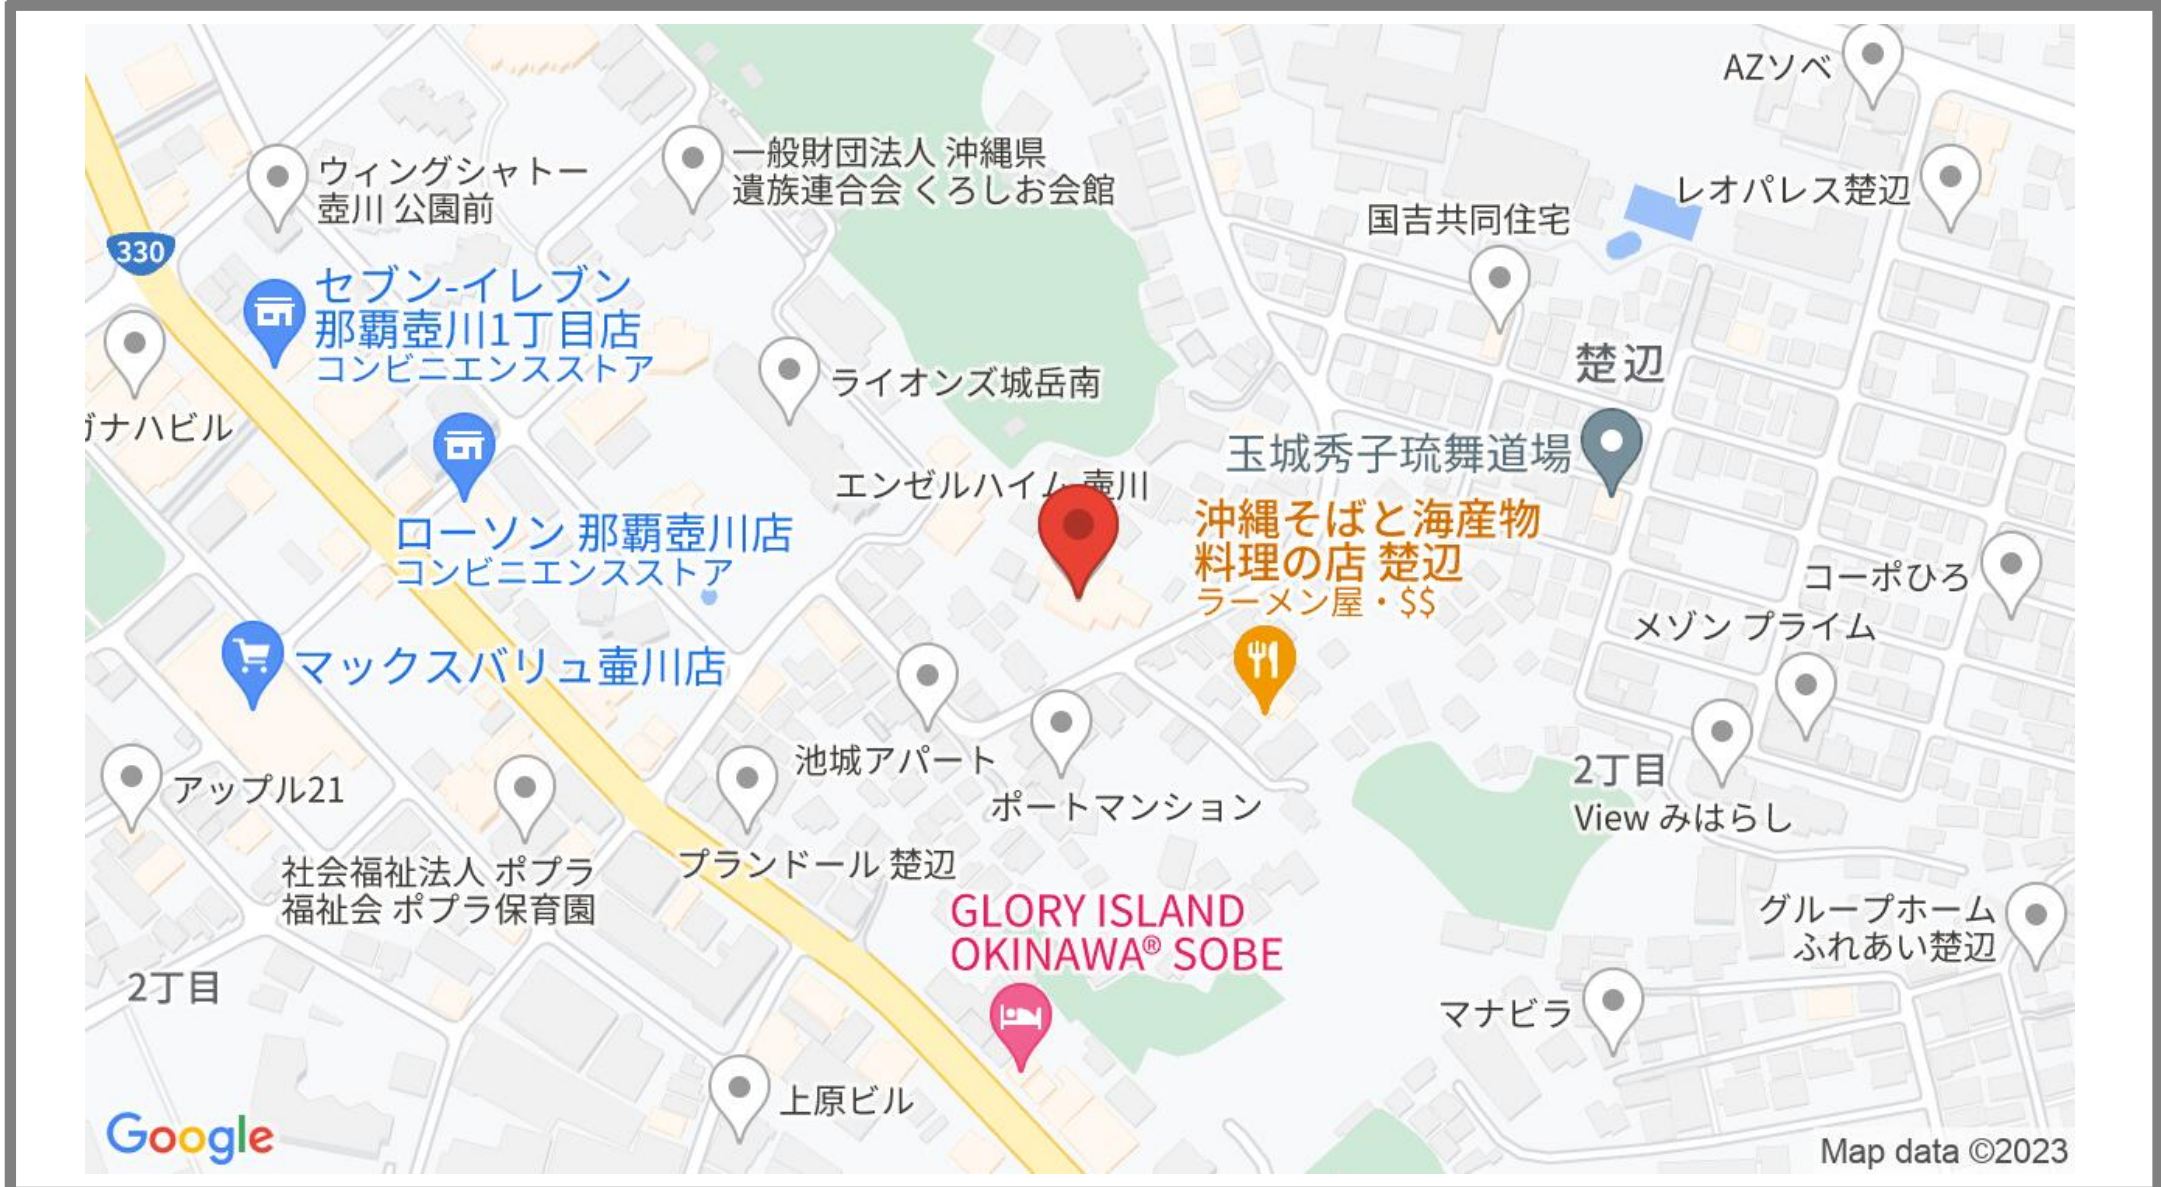 AZソベ
一般財団法人 沖縄県
遺族連合会 くろしお会館
ウィングシャトー
壺川 公園前
レオパレス楚辺
国吉共同住宅
330
セブン-イレブン
那覇壺川1丁目店
コンビニエンスストア
楚辺
ライオンズ城岳南
ガナハビル
玉城秀子琉舞道場
エンゼルハイム 壷川
沖縄そばと海産物
料理の店 楚辺
ラーメン屋・$$
ローソン 那覇壺川店
コンビニエンスストア
コーポひろ
メゾン プライム
マックスバリュ壷川店
池城アパート
2丁目
アップル21
ポートマンション
View みはらし
プランドール 楚辺
社会福祉法人 ポプラ
福祉会 ポプラ保育園
GLORY ISLAND
OKINAWA® SOBE
グループホーム
ふれあい楚辺
2丁目
マナビラ
上原ビル
Google
Map data ©2023